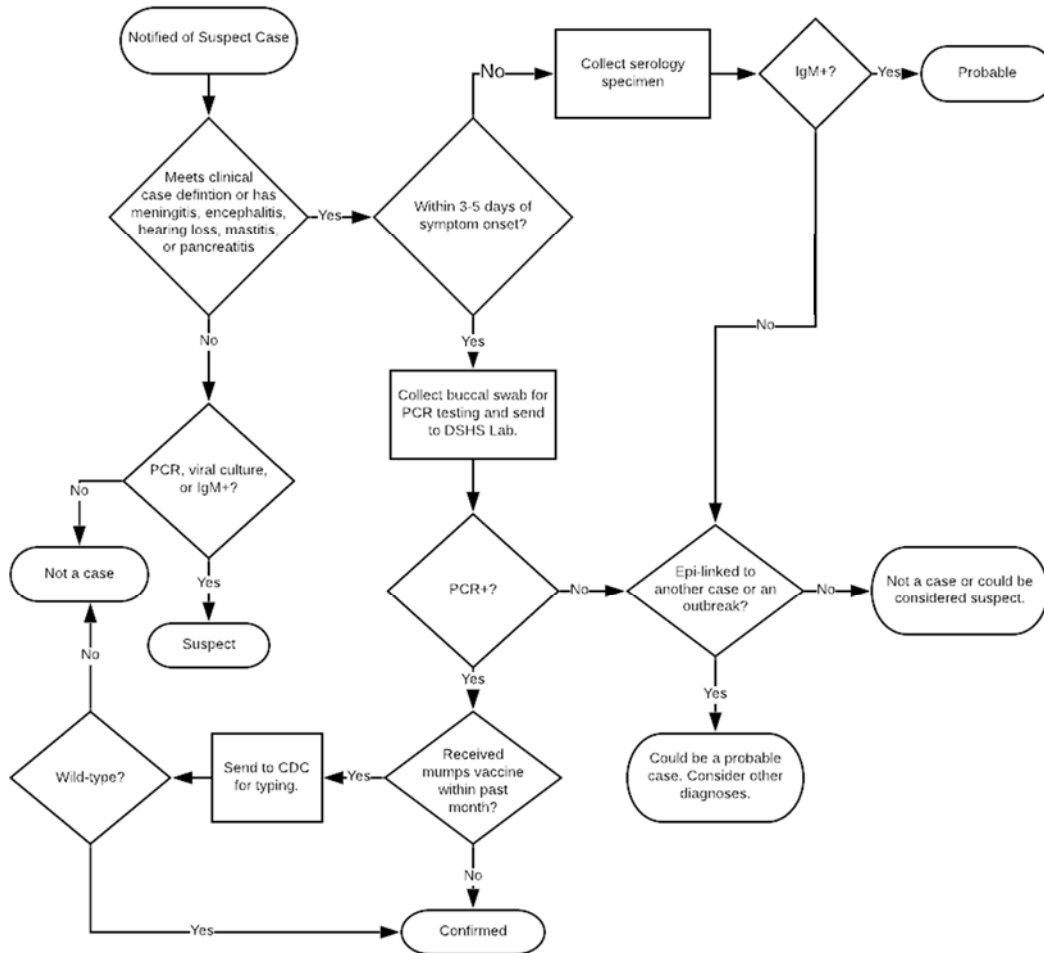 Notified of Suspect Case
No
Collect serology
specimen
IgM+?
Yes
Probable
Meets clinical
case defintion or has
meningitis, encephalitis,
hearing loss, mastitis,
or pancreatitis
Yes
Within 3-5 days of
symptom onset?
No
No
Yes
Collect buccal swab for
PCR testing and send
to DSHS Lab.
PCR, viral culture,
or IgM+?
No
Yes
Not a case
Suspect
PCR+?
No
Epi-linked to
another case or an
outbreak?
No
Not a case or could be
considered suspect.
Yes
Yes
No
Wild-type?
Send to CDC
for typing.
Yes
Received
mumps vaccine
within past
month?
Could be a probable
case. Consider other
diagnoses.
No
Yes
Confirmed